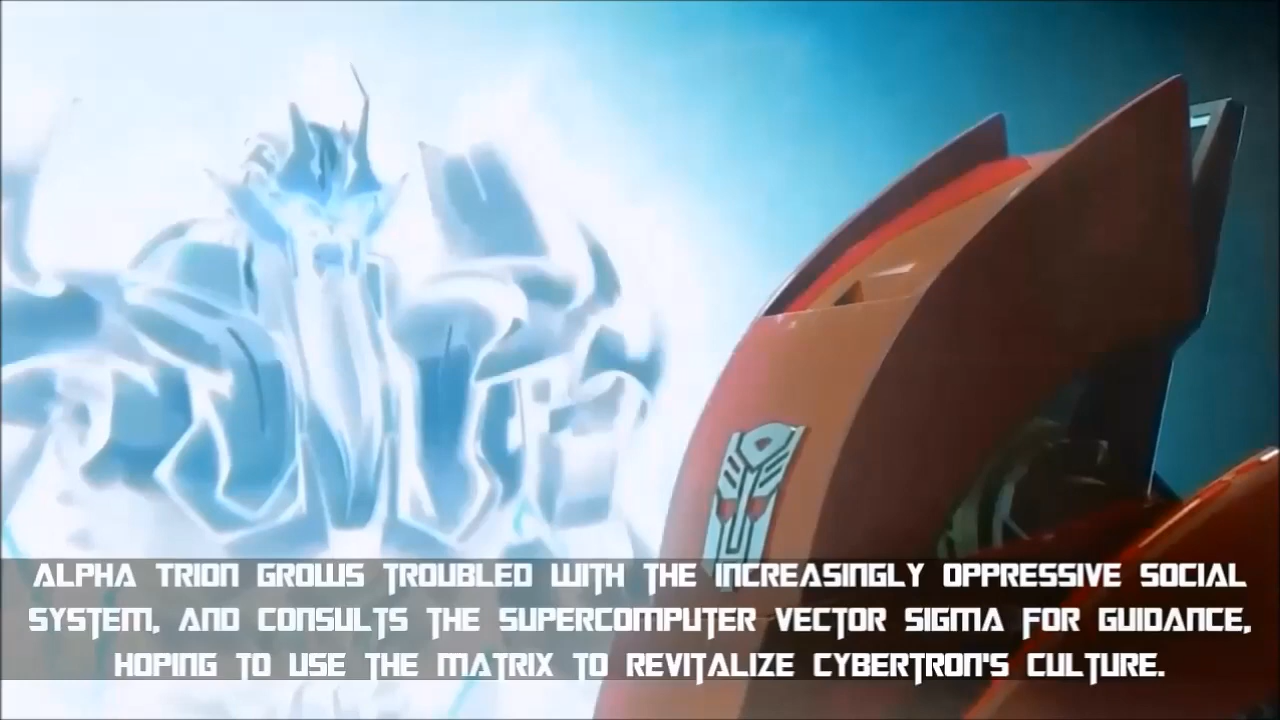 ALPHA TRION GROWS TROUBLED WITH THE INCREASINGLY OPPRESSIVE SOCIAL
SYSTEM, AND CONSULTS THE SUPERCOMPUTER VECTOR SIGMA FOR GUIDANCE,
HOPING TO USE THE MATRIX TO REVITALIZE CYBERTRON'S CULTURE.